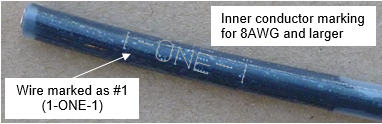 Inner conductor marking
for 8AWG and larger
1-ONE-1
Wire marked as #1
(1-ONE-1)